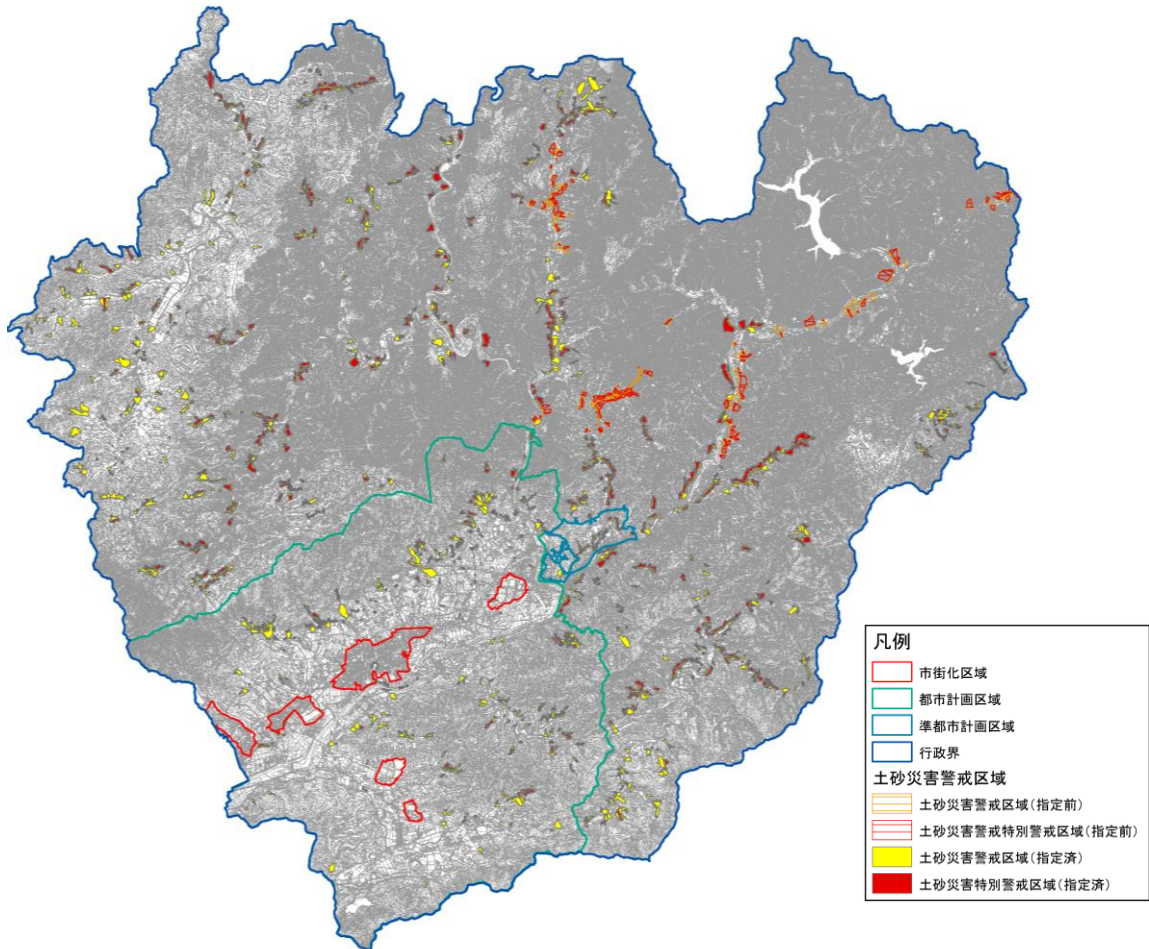 凡例
市街化区域
都市計画区域
準都市計画区域
行政界
土砂災害警戒区域
土砂災害警戒区域(指定前)
土砂災害警戒特別警戒区域(指定前)
土砂災害警戒区域(指定済)
土砂災害特別警戒区域(指定済)